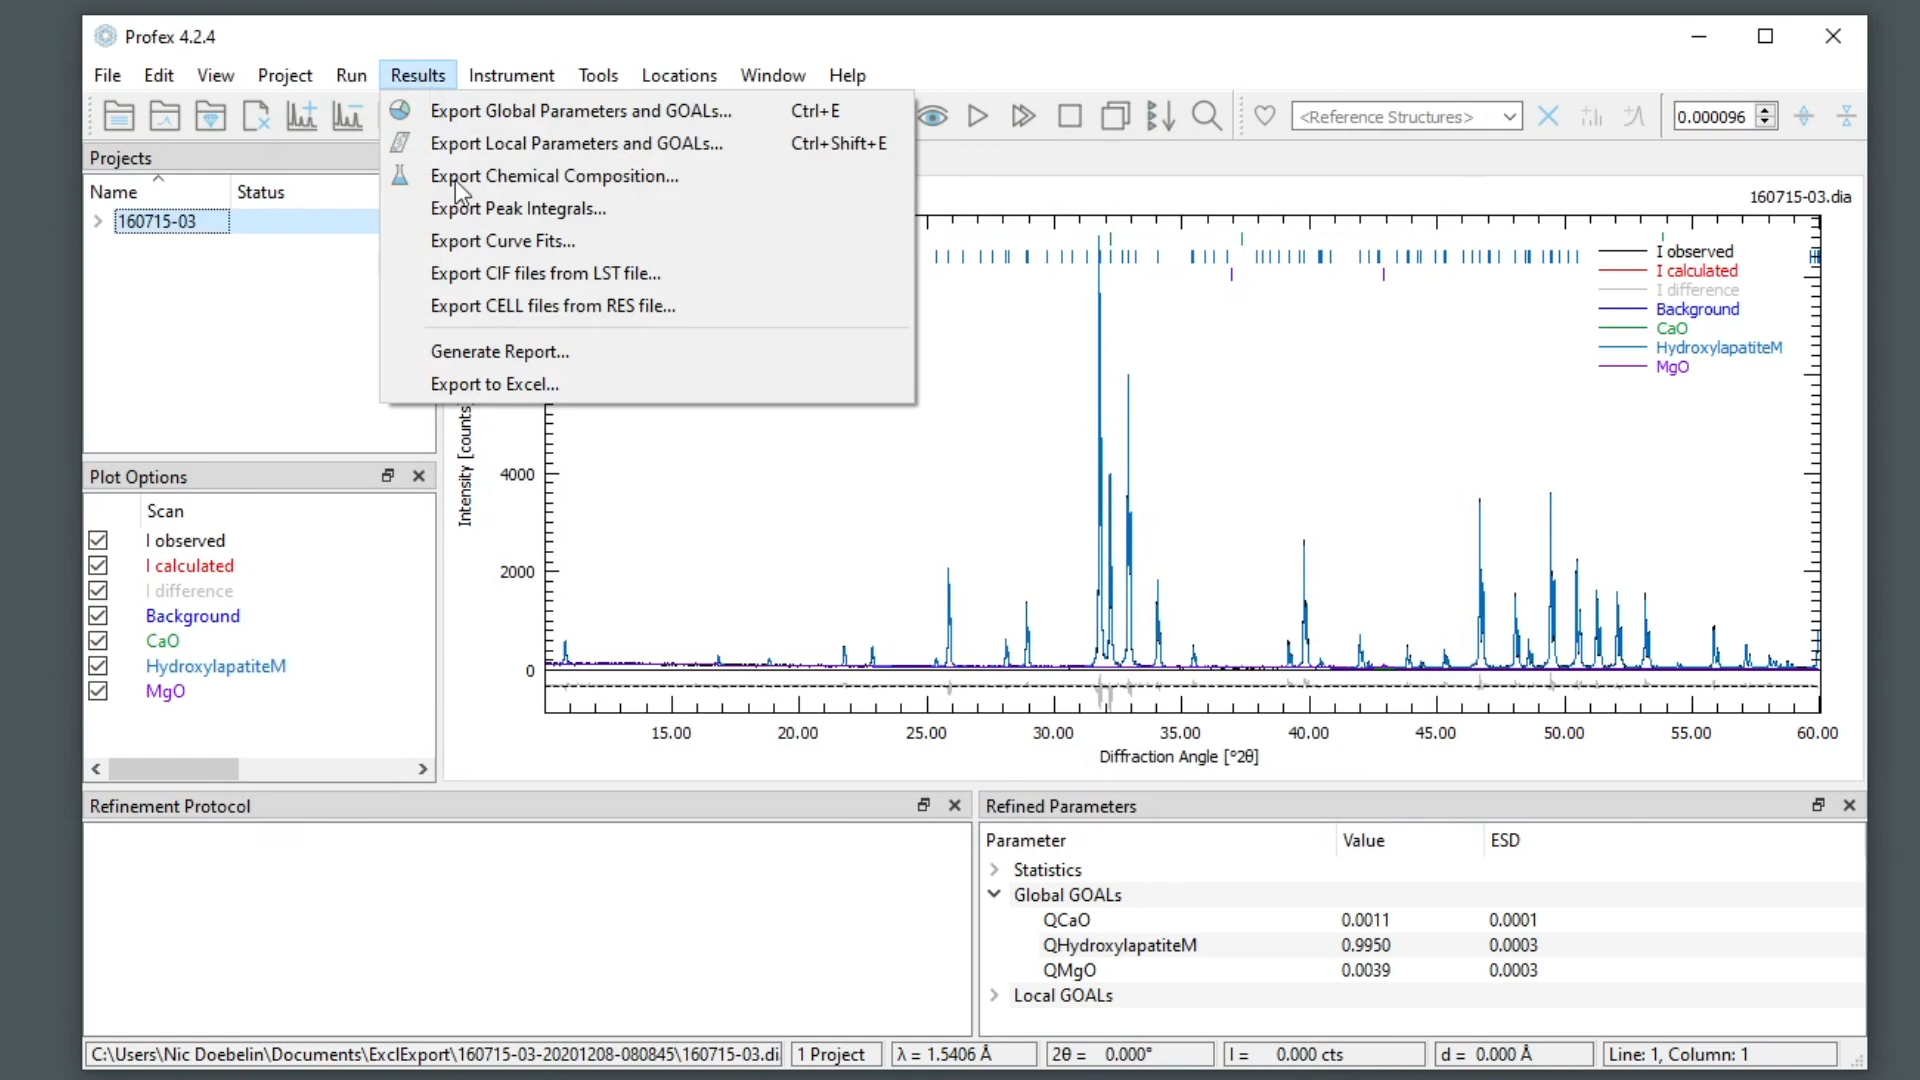 Profex 4.2.4
File Edit View Project Run Results Instrument Tools Locations Window Help
<Reference Structures> 0.000096
Export Global Parameters and GOALs... Ctrl+E
Export Local Parameters and GOALs... Ctrl+Shift+E
Export Chemical Composition...
Export Peak Integrals...
Export Curve Fits...
Export CIF files from LST file...
Export CELL files from RES file...
Generate Report...
Export to Excel...
Projects
Name Status
160715-03
160715-03.dia
I observed
I calculated
I difference
Background
CaO
HydroxylapatiteM
MgO
Intensity [counts]
4000
2000
0
15.00 20.00 25.00 30.00 35.00 40.00 45.00 50.00 55.00 60.00
Diffraction Angle [°2θ]
Plot Options
Scan
I observed
I calculated
I difference
Background
CaO
HydroxylapatiteM
MgO
Refinement Protocol
Refined Parameters
Parameter Value ESD
Statistics
Global GOALs
QCaO 0.0011 0.0001
QHydroxylapatiteM 0.9950 0.0003
QMgO 0.0039 0.0003
Local GOALs
C:\Users\Nic Doebelin\Documents\ExclExport\160715-03-20201208-080845\160715-03.di 1 Project λ = 1.5406 Å 2θ = 0.000° I = 0.000 cts d = 0.000 Å Line: 1, Column: 1